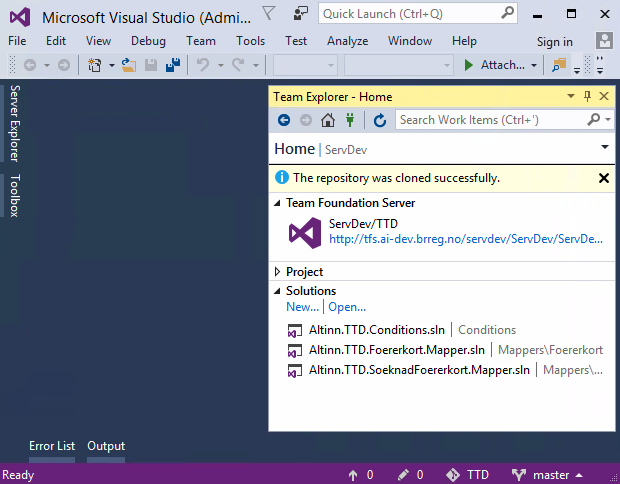 Microsoft Visual Studio (Admi...
Quick Launch (Ctrl+Q)
File Edit View Debug Team Tools Test Analyze Window Help Sign in
Attach...
Server Explorer
Toolbox
Team Explorer - Home
Search Work Items (Ctrl+')
Home | ServDev
The repository was cloned successfully.
Team Foundation Server
ServDev/TTD
http://tfs.ai-dev.brreg.no/servdev/ServDev/ServDe...
Project
Solutions
New... | Open...
Altinn.TTD.Conditions.sln | Conditions
Altinn.TTD.Foererkort.Mapper.sln | Mappers\Foererkort
Altinn.TTD.SoeknadFoererkort.Mapper.sln | Mappers\...
Error List Output
Ready 0 0 TTD master